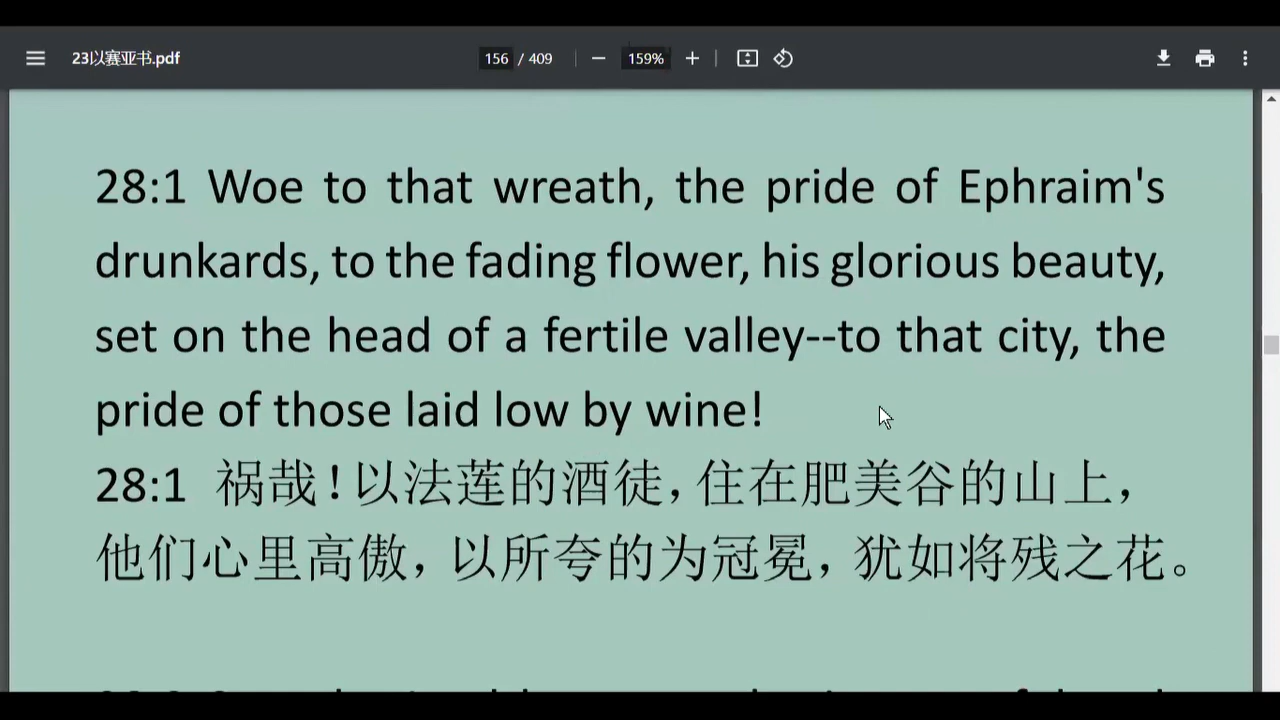 23以赛亚书.pdf
156 / 409
159%
28:1 Woe to that wreath, the pride of Ephraim's
drunkards, to the fading flower, his glorious beauty,
set on the head of a fertile valley--to that city, the
pride of those laid low by wine!
28:1 祸哉！以法莲的酒徒，住在肥美谷的山上，
他们心里高傲，以所夸的为冠冕，犹如将残之花。